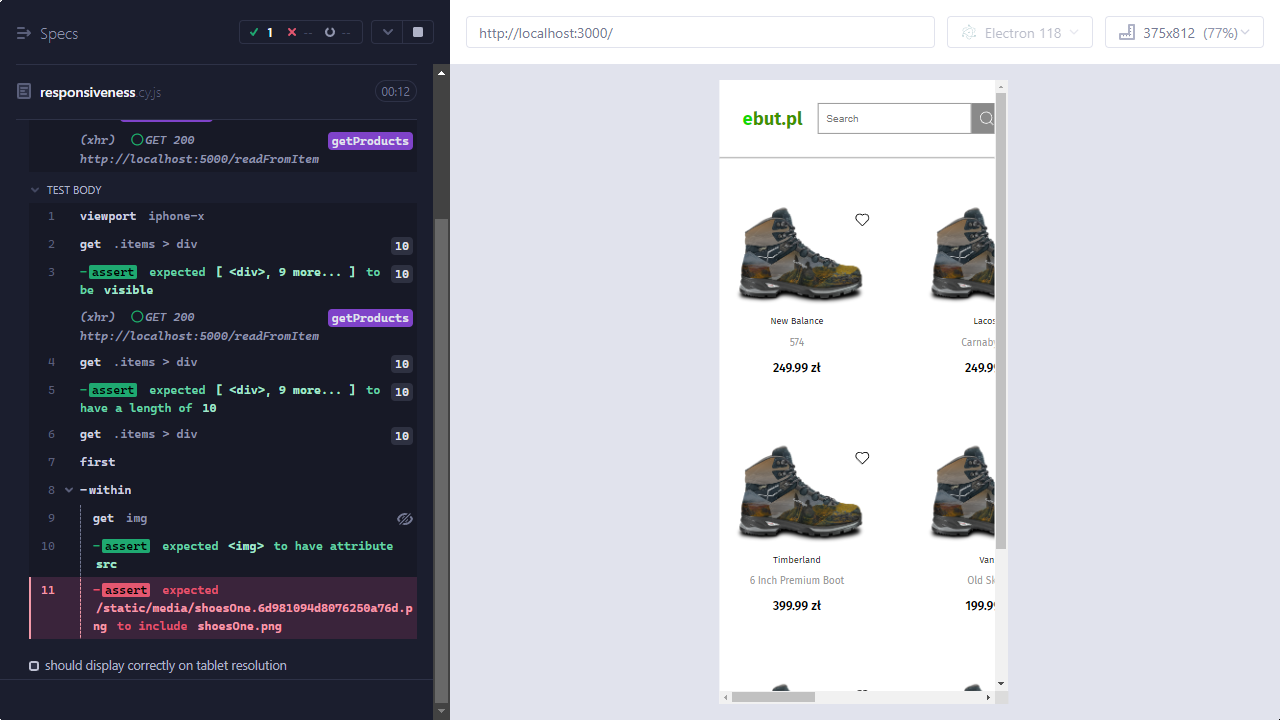 Specs
1
--
--
responsiveness.cy.js
00:12
(xhr) GET 200
http://localhost:5000/readFromItem
getProducts
TEST BODY
1 viewport iphone-x
2 get .items > div 10
3 -assert expected [ <div>, 9 more... ] to be visible 10
(xhr) GET 200
http://localhost:5000/readFromItem
getProducts
4 get .items > div 10
5 -assert expected [ <div>, 9 more... ] to have a length of 10 10
6 get .items > div 10
7 first
8 -within
9 get img
10 -assert expected <img> to have attribute src
11 -assert expected
/static/media/shoesOne.6d981094d8076250a76d.p
ng to include shoesOne.png
should display correctly on tablet resolution
http://localhost:3000/
Electron 118
375x812 (77%)
ebut.pl
Search
New Balance
574
249.99 zł
Lacos
Carnaby
249.9
Timberland
6 Inch Premium Boot
399.99 zł
Van
Old Sk
199.9